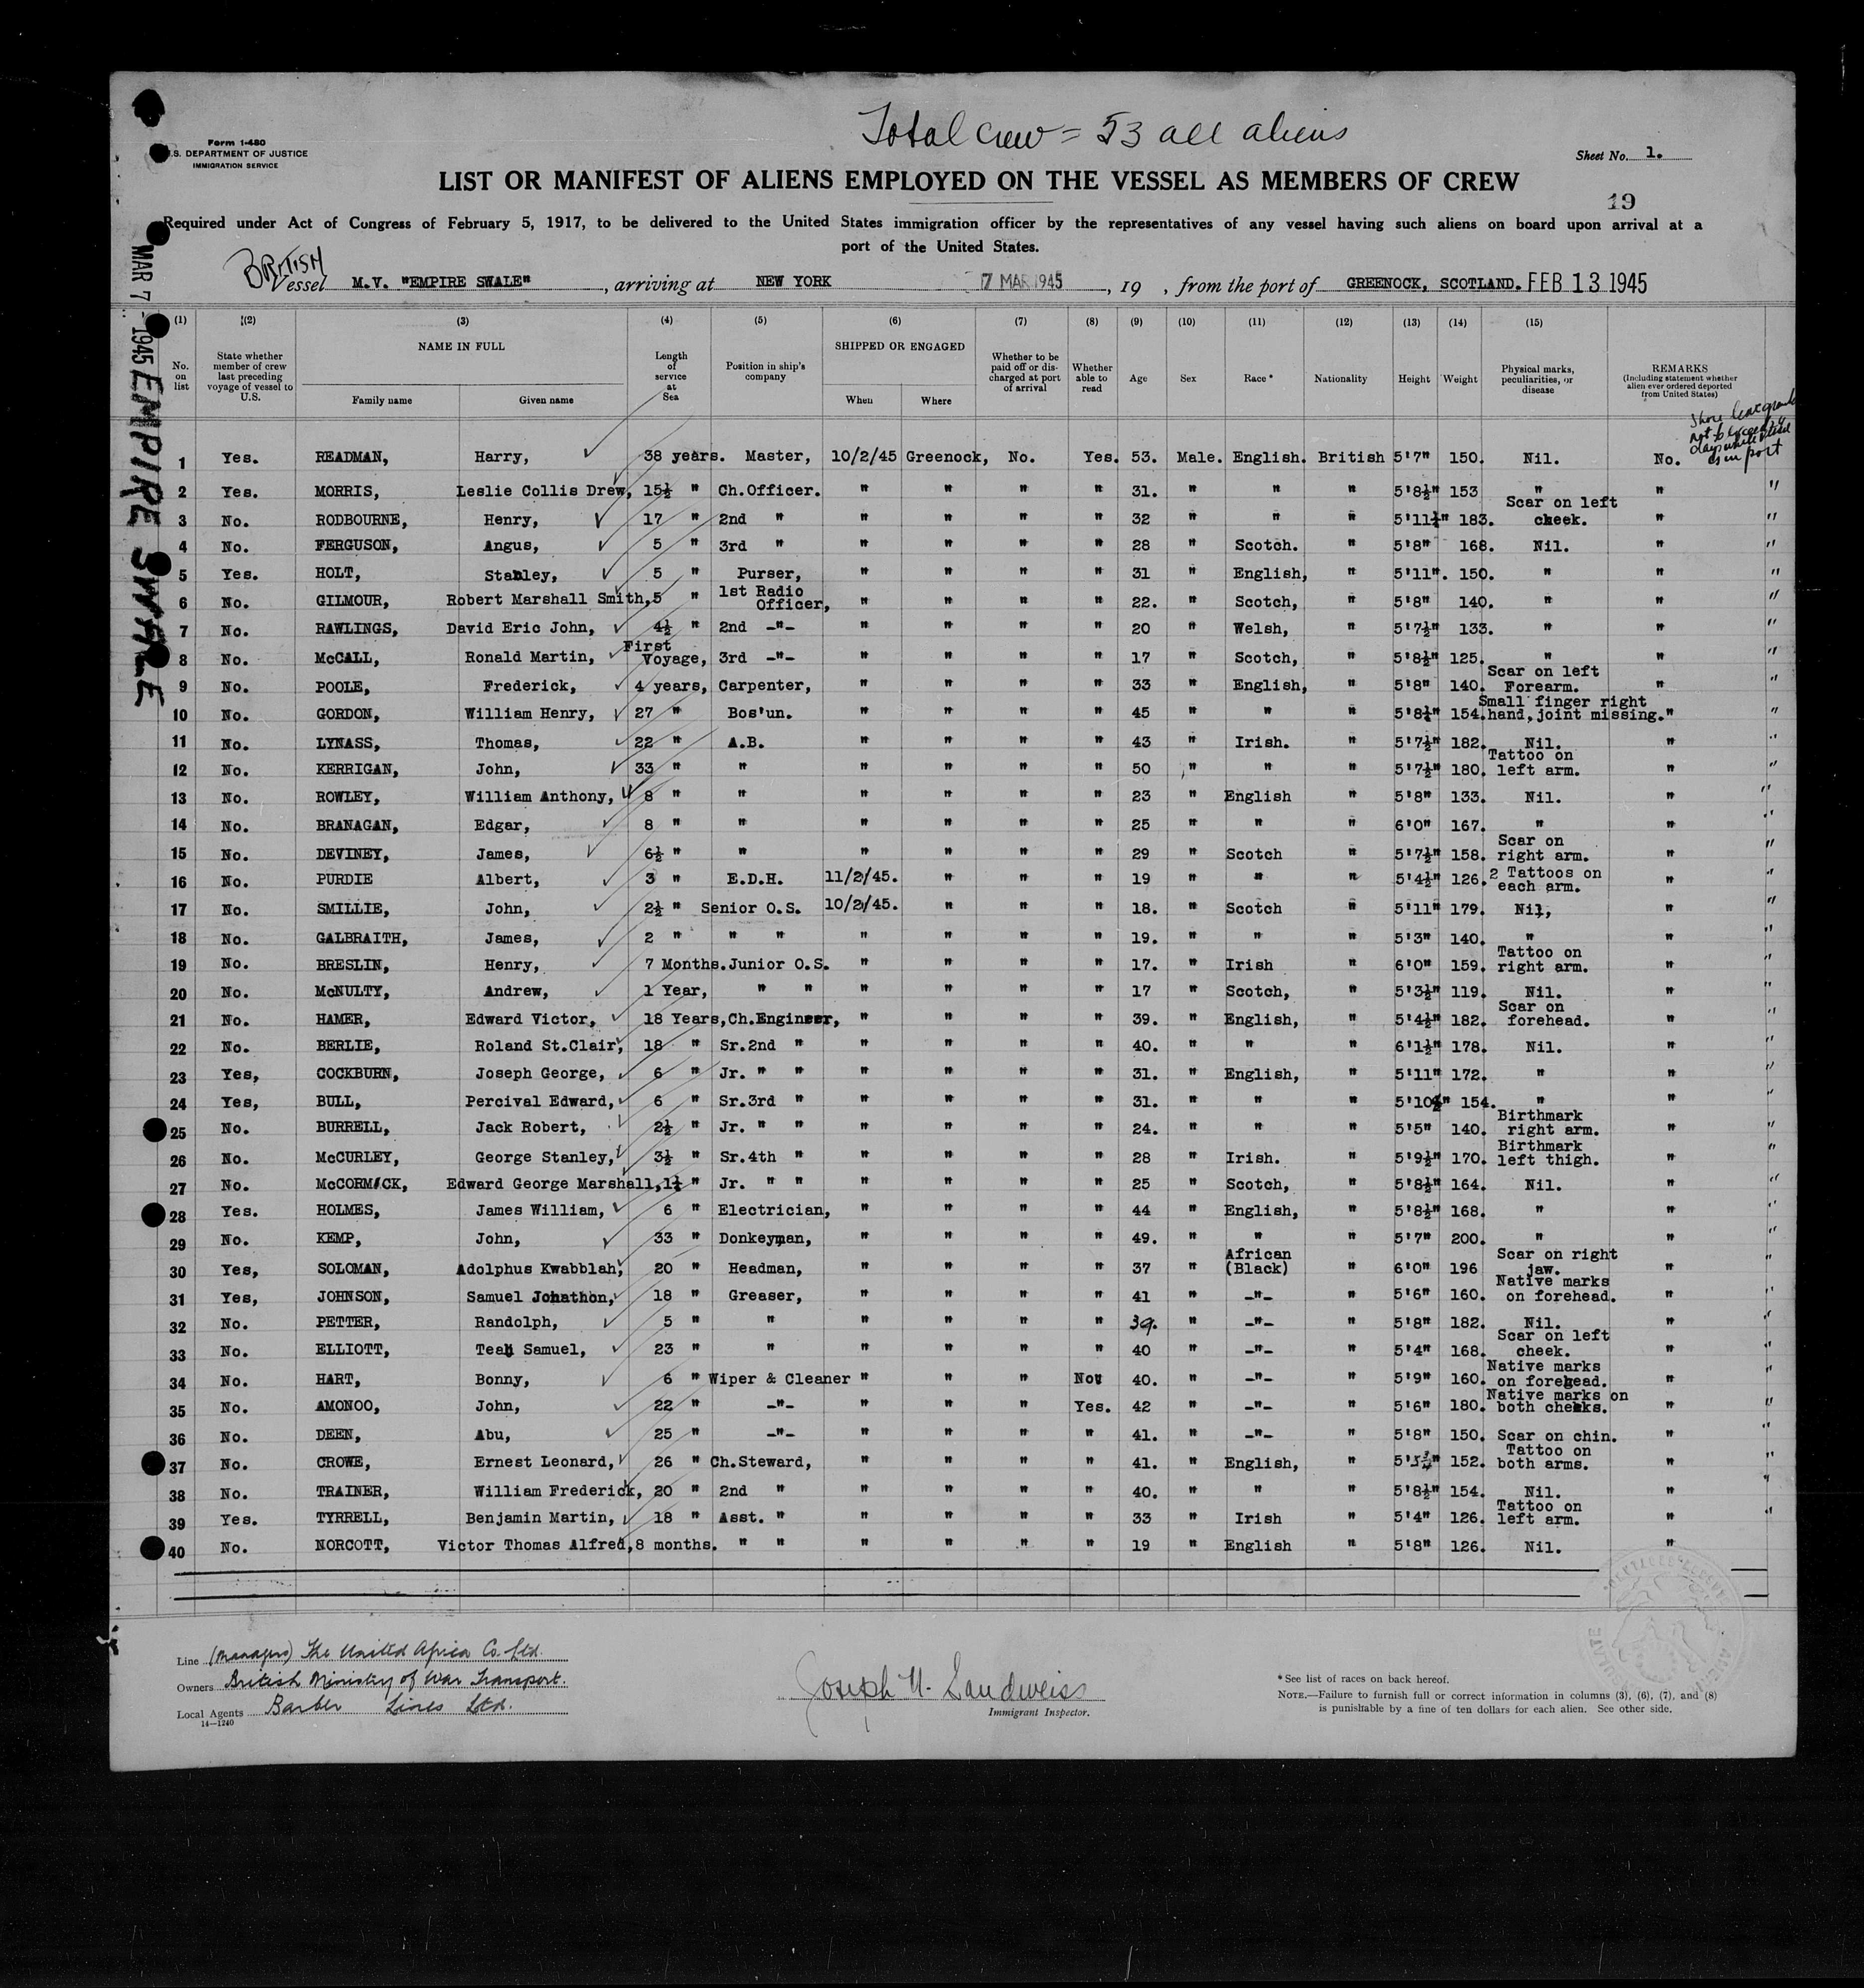 Total crew = 53 all aliens
Form 1-480
U.S. DEPARTMENT OF JUSTICE
IMMIGRATION SERVICE
Sheet No. 1.
LIST OR MANIFEST OF ALIENS EMPLOYED ON THE VESSEL AS MEMBERS OF CREW
19
Required under Act of Congress of February 5, 1917, to be delivered to the United States immigration officer by the representatives of any vessel having such aliens on board upon arrival at a
port of the United States.
BRITISH
Vessel M.V. "EMPIRE SWALE", arriving at NEW YORK 7 MAR 1945, 19 , from the port of GREENOCK, SCOTLAND. FEB 13 1945
MAR 7 - 1945 EMPIRE SWALE
(1) (2) (3) (4) (5) (6) (7) (8) (9) (10) (11) (12) (13) (14) (15)
No. on list State whether member of crew last preceding voyage of vessel to U.S. NAME IN FULL Family name Given name Length of service at Sea Position in ship's company SHIPPED OR ENGAGED When Where Whether to be paid off or discharged at port of arrival Whether able to read Age Sex Race* Nationality Height Weight Physical marks, peculiarities, or disease REMARKS (Including statement whether alien ever ordered deported from United States)
1 Yes. READMAN, Harry, 38 years. Master, 10/2/45 Greenock, No. Yes. 53. Male. English. British 5'7" 150. Nil. No.
2 Yes. MORRIS, Leslie Collis Drew, 15½ " Ch.Officer. " " " " 31. " " " 5'8½" 153 " " "
3 No. RODBOURNE, Henry, 17 " 2nd " " " " " 32 " " " 5'11½" 183. Scar on left cheek. " "
4 No. FERGUSON, Angus, 5 " 3rd " " " " " 28 " Scotch. " 5'8" 168. Nil. " "
5 Yes. HOLT, Stanley, 5 " Purser, " " " " 31 " English, " 5'11". 150. " " "
6 No. GILMOUR, Robert Marshall Smith, 5 " 1st Radio Officer, " " " " 22. " Scotch, " 5'8" 140. " " "
7 No. RAWLINGS, David Eric John, 4½ " 2nd -"- " " " " 20 " Welsh, " 5'7½" 133. " " "
8 No. McCALL, Ronald Martin, First Voyage, 3rd -"- " " " " 17 " Scotch, " 5'8½" 125. " " "
9 No. POOLE, Frederick, 4 years, Carpenter, " " " " 33 " English, " 5'8" 140. Scar on left Forearm. " "
10 No. GORDON, William Henry, 27 " Bos'un. " " " " 45 " " " 5'8¼" 154. Small finger right hand, joint missing. " "
11 No. LYNASS, Thomas, 22 " A.B. " " " " 43 " Irish. " 5'7½" 182. Nil. " "
12 No. KERRIGAN, John, 33 " " " " " " 50 " " " 5'7½" 180. Tattoo on left arm. " "
13 No. ROWLEY, William Anthony, 8 " " " " " " 23 " English " 5'8" 133. Nil. " "
14 No. BRANAGAN, Edgar, 8 " " " " " " 25 " " " 6'0" 167. " " "
15 No. DEVINEY, James, 6½ " " " " " " 29 " Scotch " 5'7½" 158. Scar on right arm. " "
16 No. PURDIE Albert, 3 " E.D.H. 11/2/45. " " " 19 " " " 5'4½" 126. 2 Tattoos on each arm. " "
17 No. SMILLIE, John, 2½ " Senior O.S. 10/2/45. " " " 18. " Scotch " 5'11" 179. Nil, " "
18 No. GALBRAITH, James, 2 " " " " " " " 19. " " " 5'3" 140. " " "
19 No. BRESLIN, Henry, 7 Months. Junior O.S. " " " " 17. " Irish " 6'0" 159. Tattoo on right arm. " "
20 No. McNULTY, Andrew, 1 Year, " " " " " " 17 " Scotch, " 5'3½" 119. Nil. " "
21 No. HAMER, Edward Victor, 18 Years, Ch.Engineer, " " " " 39. " English, " 5'4½" 182. Scar on forehead. " "
22 No. BERLIE, Roland St.Clair, 18 " Sr.2nd " " " " " 40. " " " 6'1½" 178. Nil. " "
23 Yes, COCKBURN, Joseph George, 6 " Jr. " " " " " " 31. " English, " 5'11" 172. " " "
24 Yes, BULL, Percival Edward, 6 " Sr.3rd " " " " " 31. " " " 5'10½" 154. " " "
25 No. BURRELL, Jack Robert, 2½ " Jr. " " " " " " 24. " " " 5'5" 140. Birthmark right arm. " "
26 No. McCURLEY, George Stanley, 3½ " Sr.4th " " " " " 28 " Irish. " 5'9½" 170. Birthmark left thigh. " "
27 No. McCORMICK, Edward George Marshall, 1¼ " Jr. " " " " " " 25 " Scotch, " 5'8½" 164. Nil. " "
28 Yes. HOLMES, James William, 6 " Electrician, " " " " 44 " English, " 5'8½" 168. " " "
29 No. KEMP, John, 33 " Donkeyman, " " " " 49. " " " 5'7" 200. " " "
30 Yes, SOLOMAN, Adolphus Kwabblah, 20 " Headman, " " " " 37 " African (Black) " 6'0" 196 Scar on right jaw. " "
31 Yes, JOHNSON, Samuel Jonathon, 18 " Greaser, " " " " 41 " -"- " 5'6" 160. Native marks on forehead. " "
32 No. PETTER, Randolph, 5 " " " " " " 39. " -"- " 5'8" 182. Nil. " "
33 No. ELLIOTT, Teah Samuel, 23 " " " " " " 40 " -"- " 5'4" 168. Scar on left cheek. " "
34 No. HART, Bonny, 6 " Wiper & Cleaner " " " No. 40. " -"- " 5'9" 160. Native marks on forehead. " "
35 No. AMONOO, John, 22 " -"- " " " Yes. 42 " -"- " 5'6" 180. Native marks on both cheeks. " "
36 No. DEEN, Abu, 25 " -"- " " " " 41. " -"- " 5'8" 150. Scar on chin. " "
37 No. CROWE, Ernest Leonard, 26 " Ch.Steward, " " " " 41. " English, " 152. Tattoo on both arms. " "
38 No. TRAINER, William Frederick, 20 " 2nd " " " " " 40. " " " 5'8½" 154. Nil. " "
39 Yes. TYRRELL, Benjamin Martin, 18 " Asst. " " " " " 33 " Irish " 5'4" 126. Tattoo on left arm. " "
40 No. NORCOTT, Victor Thomas Alfred, 8 months. " " " " " " 19 " English " 5'8" 126. Nil. "
Line (Managers) The United Africa Co. Ltd.
Owners British Ministry of War Transport.
Local Agents Barber Lines Ltd.
14-1240
Joseph N. Landweiss
Immigrant Inspector.
*See list of races on back hereof.
NOTE.—Failure to furnish full or correct information in columns (3), (6), (7), and (8)
is punishable by a fine of ten dollars for each alien. See other side.